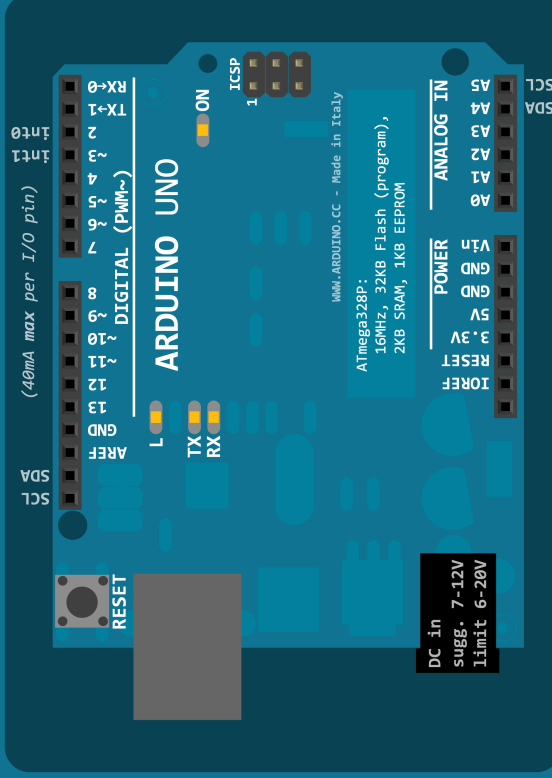 RX←0
TX→1
2
~3
4
~5
~6
7
8
~9
~10
~11
12
13
GND
AREF
int0
int1
(40mA max per I/O pin)
SDA
SCL
DIGITAL (PWM~)
ARDUINO UNO
ON
ICSP
1
L
TX
RX
RESET
WWW.ARDUINO.CC - Made in Italy
ATmega328P:
16MHz, 32KB Flash (program),
2KB SRAM, 1KB EEPROM
ANALOG IN
A5
A4
A3
A2
A1
A0
SCL
SDA
POWER
Vin
GND
GND
5V
3.3V
RESET
IOREF
DC in
sugg. 7-12V
limit 6-20V